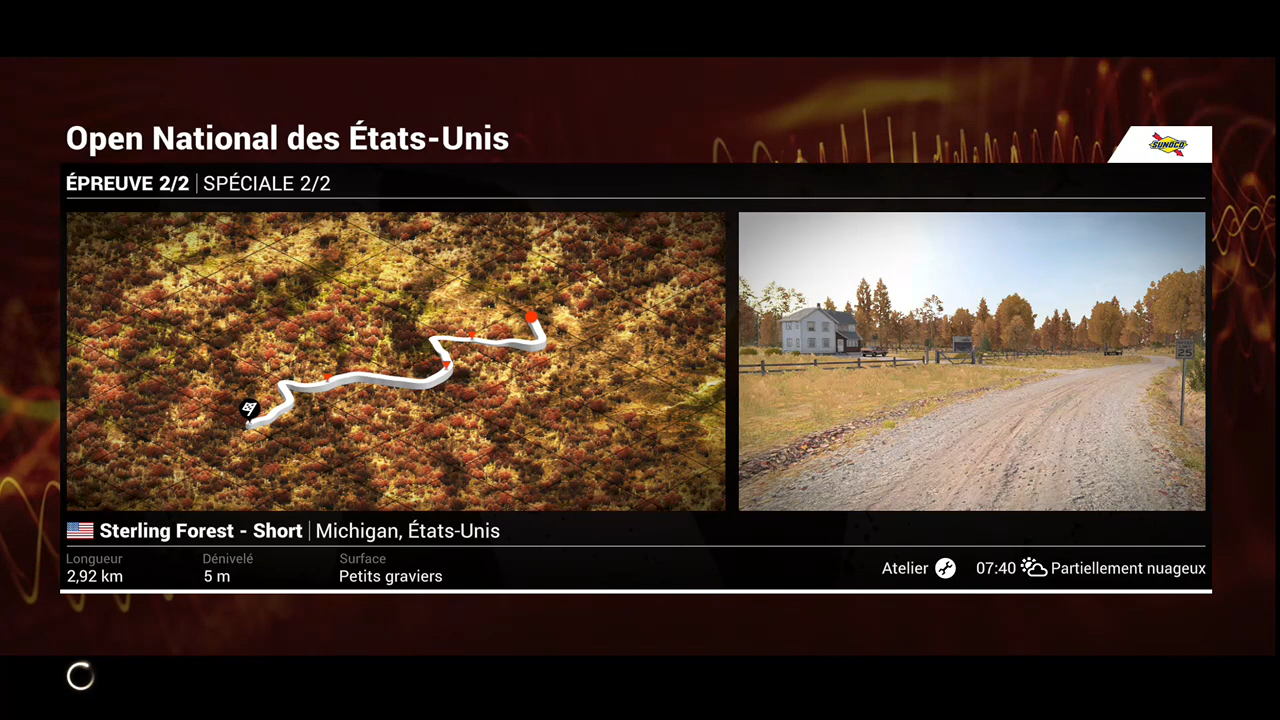 Open National des États-Unis
SUNOCO
ÉPREUVE 2/2 | SPÉCIALE 2/2
25
Sterling Forest - Short | Michigan, États-Unis
Longueur
Dénivelé
Surface
2,92 km
5 m
Petits graviers
Atelier
07:40
Partiellement nuageux